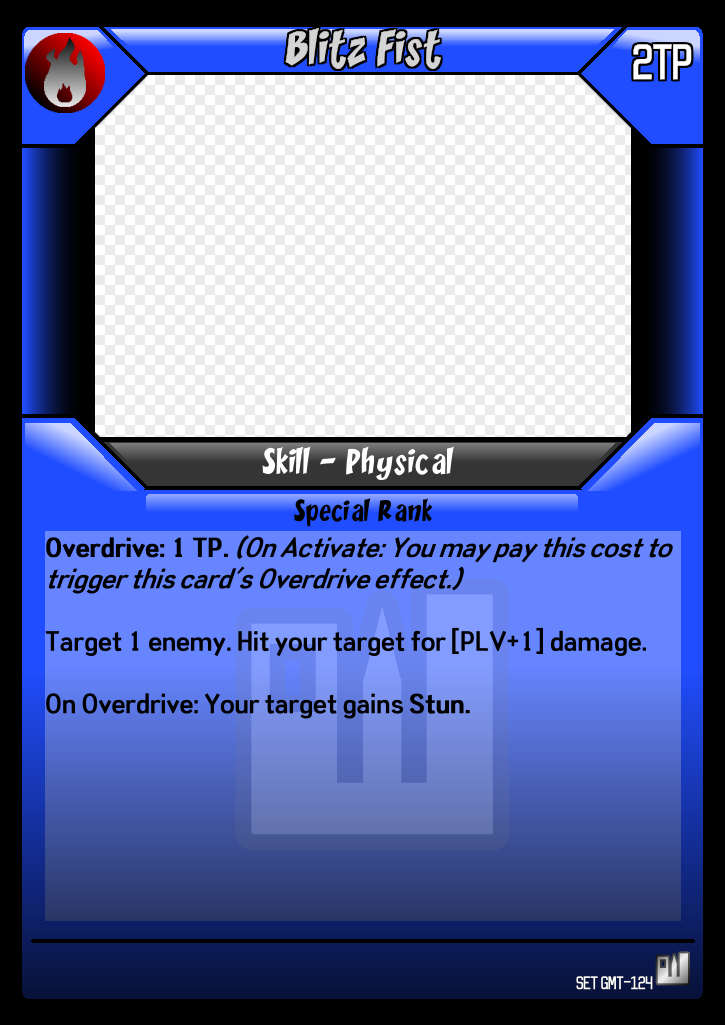 Blitz Fist
2TP
Skill - Physical
Special Rank
Overdrive: 1 TP. (On Activate: You may pay this cost to
trigger this card's Overdrive effect.)
Target 1 enemy. Hit your target for [PLV+1] damage.
On Overdrive: Your target gains Stun.
SET GMT-124